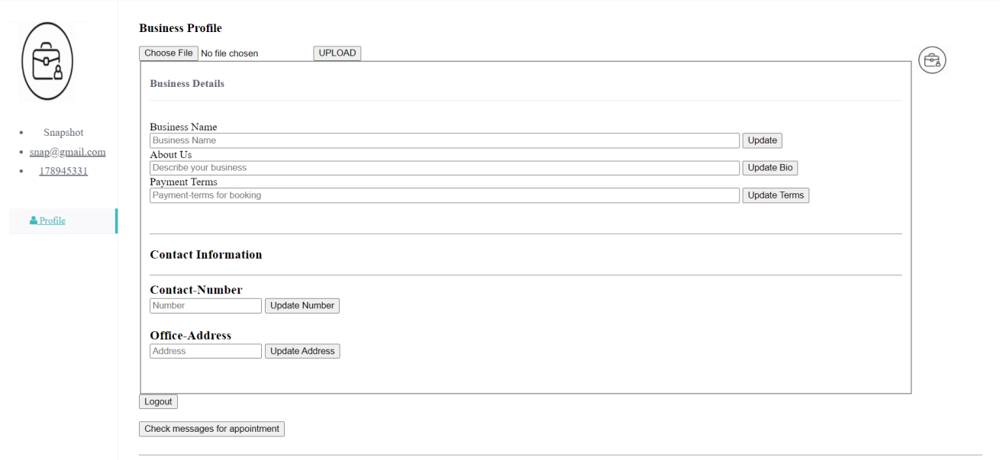 Snapshot
snap@gmail.com
178945331
Profile
Business Profile
Choose File No file chosen UPLOAD
Business Details
Business Name
Business Name Update
About Us
Describe your business Update Bio
Payment Terms
Payment-terms for booking Update Terms
Contact Information
Contact-Number
Number Update Number
Office-Address
Address Update Address
Logout
Check messages for appointment